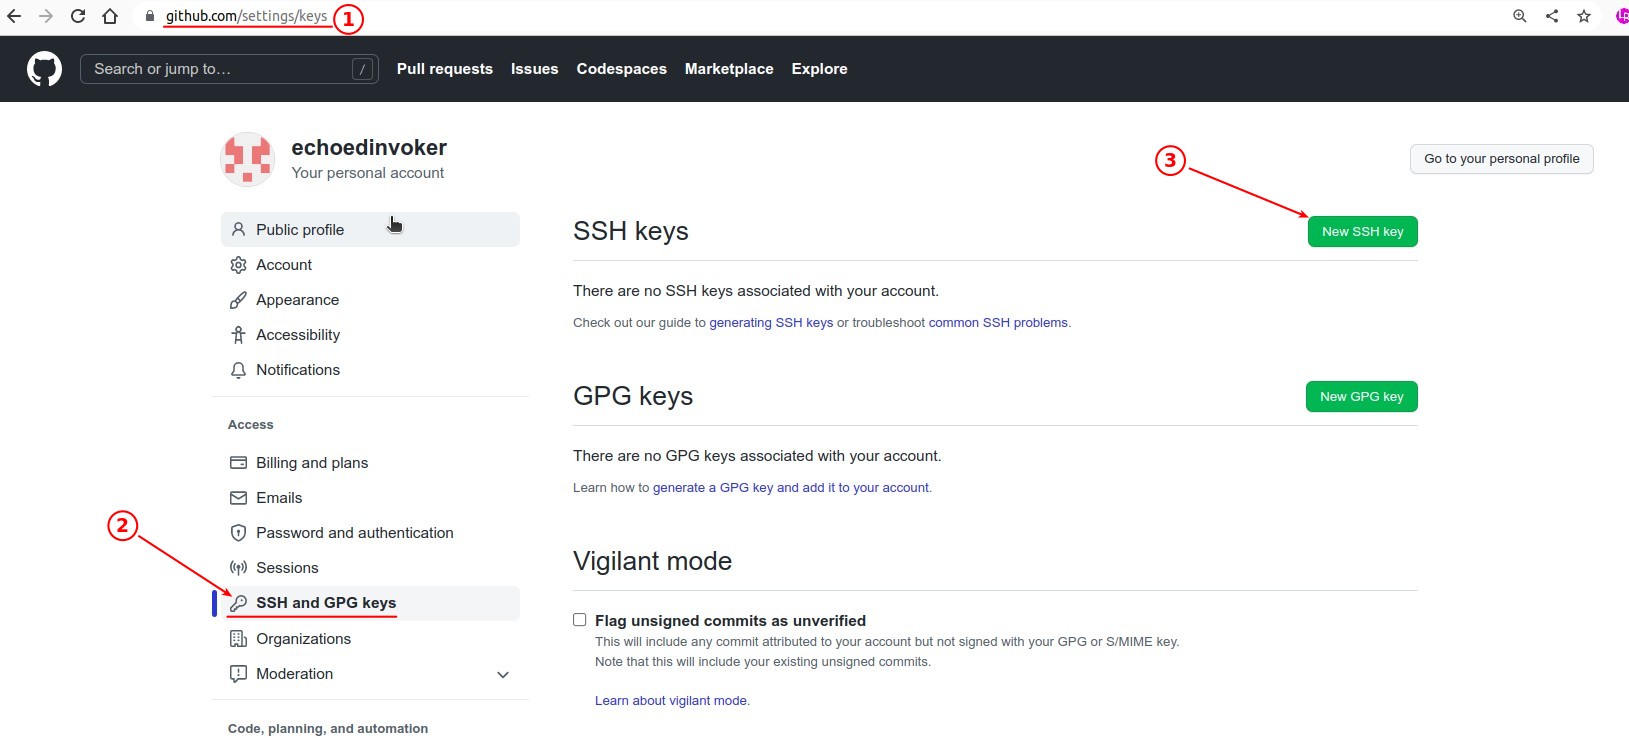 github.com/settings/keys
1
Search or jump to... /
Pull requests Issues Codespaces Marketplace Explore
echoedinvoker
Your personal account
3
Go to your personal profile
Public profile
Account
Appearance
Accessibility
Notifications
Access
Billing and plans
Emails
2
Password and authentication
Sessions
SSH and GPG keys
Organizations
Moderation
Code, planning, and automation
SSH keys
New SSH key
There are no SSH keys associated with your account.
Check out our guide to generating SSH keys or troubleshoot common SSH problems.
GPG keys
New GPG key
There are no GPG keys associated with your account.
Learn how to generate a GPG key and add it to your account.
Vigilant mode
Flag unsigned commits as unverified
This will include any commit attributed to your account but not signed with your GPG or S/MIME key.
Note that this will include your existing unsigned commits.
Learn about vigilant mode.